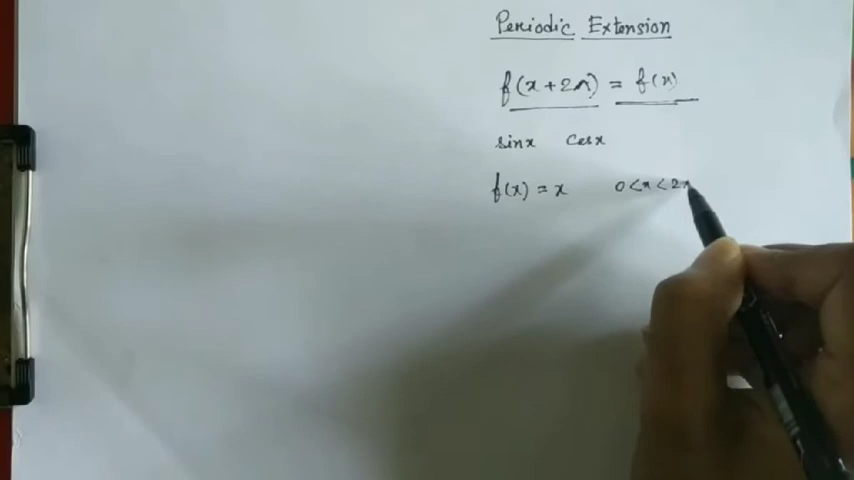 Periodic Extension
f(x+2π) = f(x)
sinx cosx
f(x) = x 0<x<2π